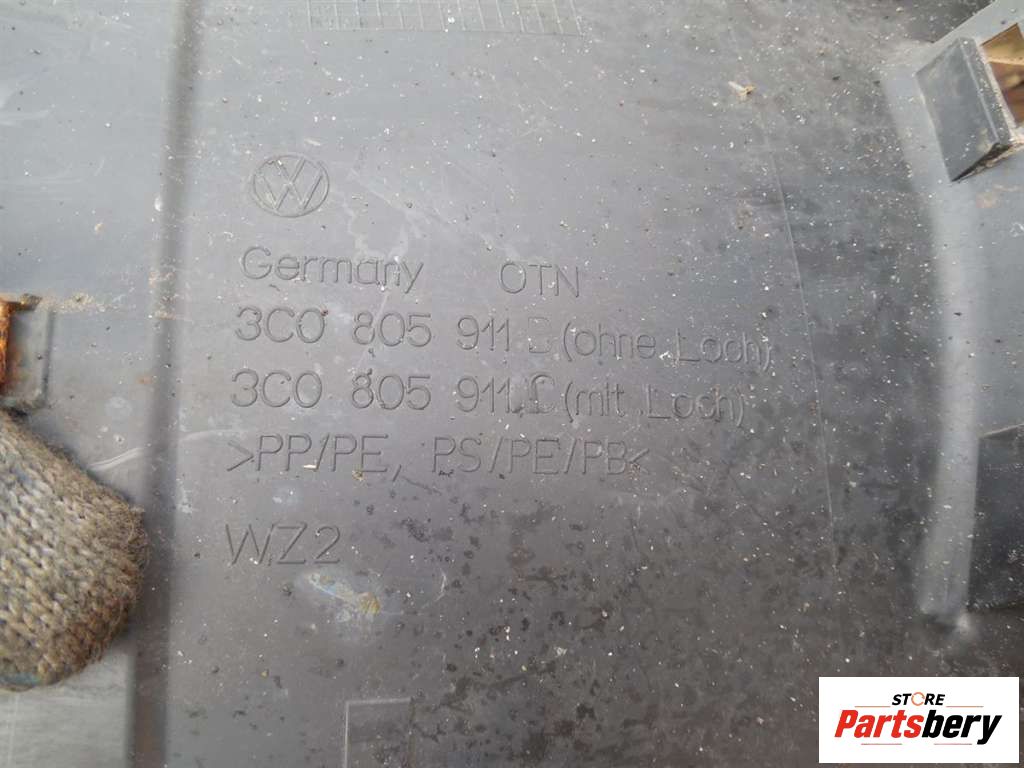 Germany OTN
3C0 805 911 (ohne Loch)
3C0 805 911 (mit Loch)
>PP/PE, PS/PE/PB<
WZ2
STORE
Partsbery